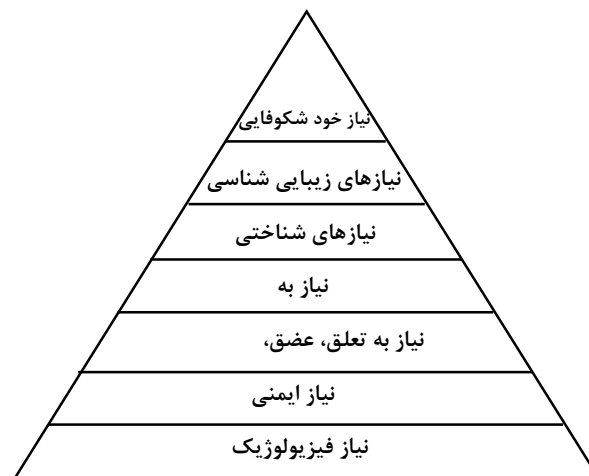 نیاز خود شکوفایی
نیازهای زیبایی شناسی
نیازهای شناختی
نیاز به
نیاز به تعلق، عضق،
نیاز ایمنی
نیاز فیزیولوژیک